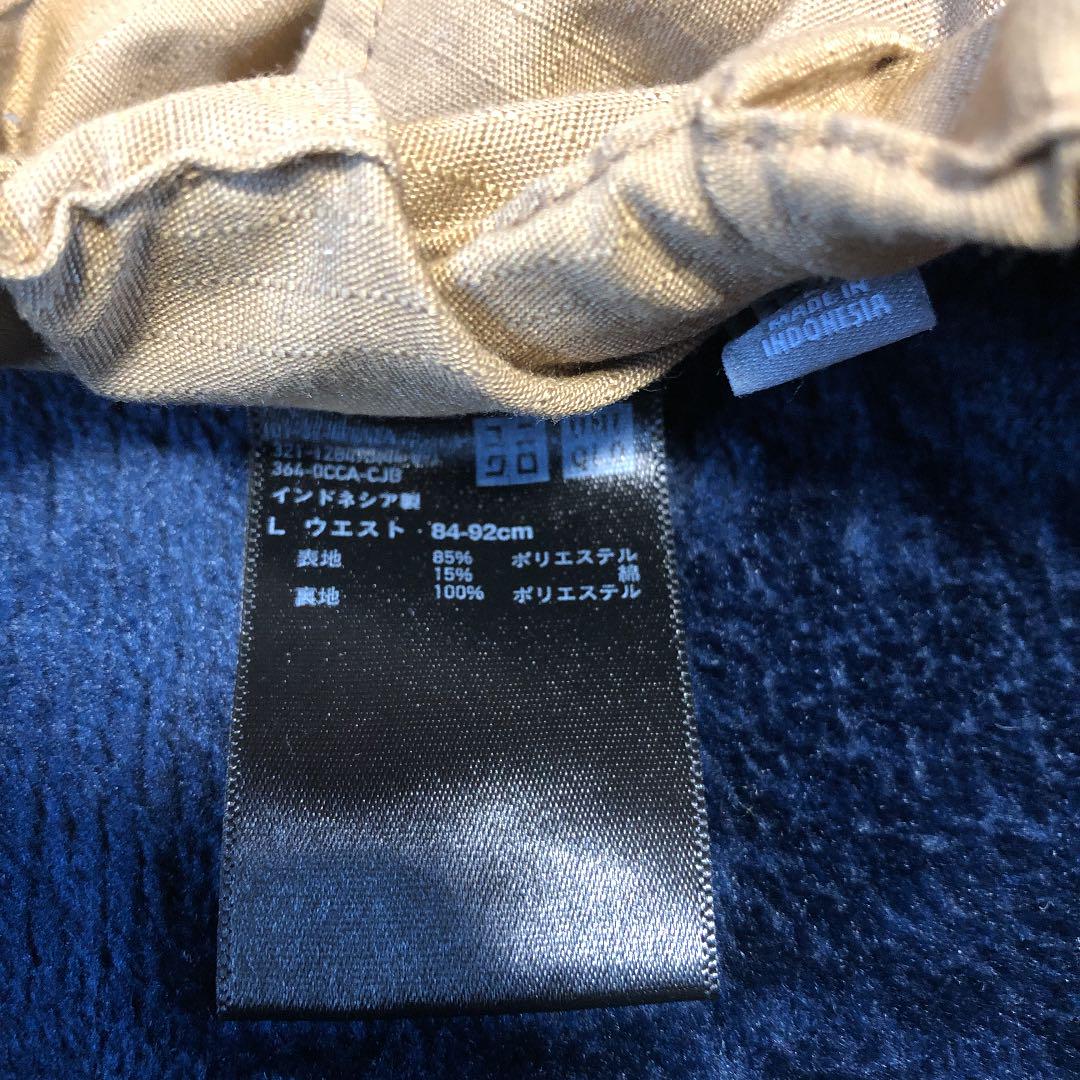 MADE IN
INDONESIA
364-0CCA-CJB
インドネシア製
L ウエスト・84-92cm
表地 85% ポリエステル
15% 綿
裏地 100% ポリエステル